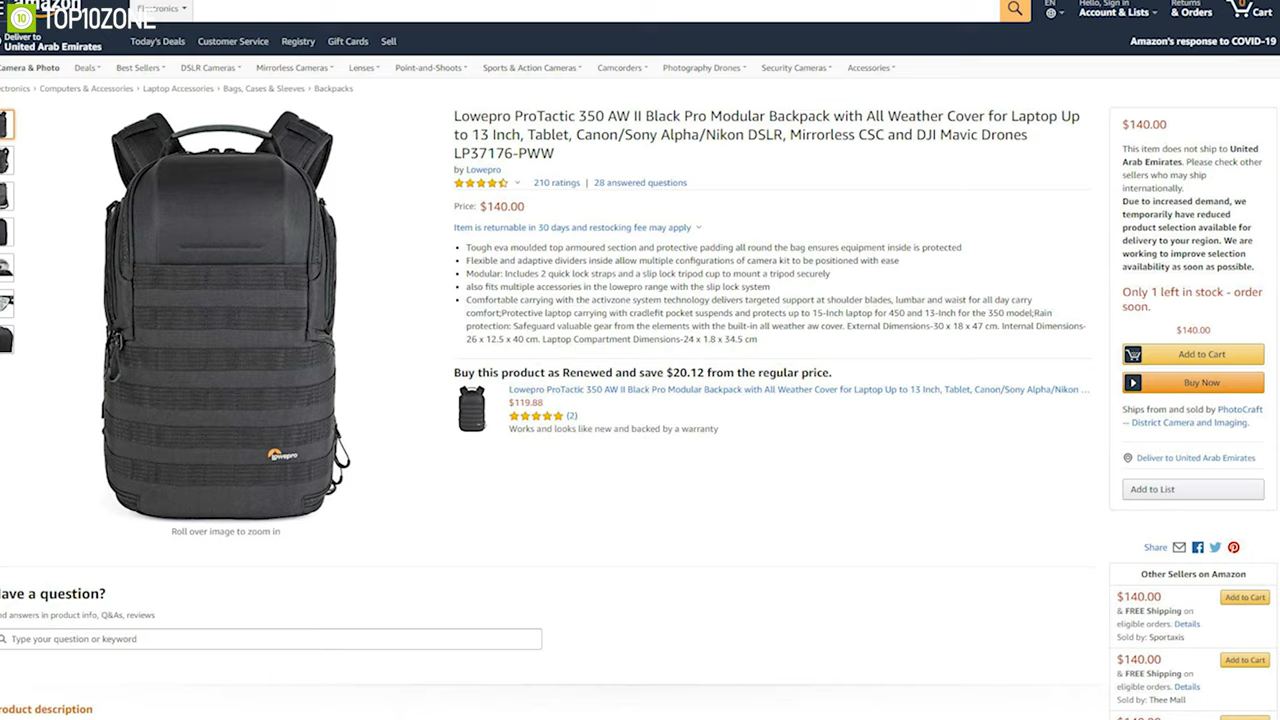 amazon
TOP10ZONE
10
Electronics
EN
Hello, Sign in
Account & Lists
Returns
& Orders
0
Cart
Deliver to
United Arab Emirates
Today's Deals
Customer Service
Registry
Gift Cards
Sell
Amazon's response to COVID-19
amera & Photo
Deals
Best Sellers
DSLR Cameras
Mirrorless Cameras
Lenses
Point-and-Shoots
Sports & Action Cameras
Camcorders
Photography Drones
Security Cameras
Accessories
ctronics › Computers & Accessories › Laptop Accessories › Bags, Cases & Sleeves › Backpacks
Lowepro
Roll over image to zoom in
Lowepro ProTactic 350 AW II Black Pro Modular Backpack with All Weather Cover for Laptop Up
to 13 Inch, Tablet, Canon/Sony Alpha/Nikon DSLR, Mirrorless CSC and DJI Mavic Drones
LP37176-PWW
by Lowepro
210 ratings | 28 answered questions
Price: $140.00
Item is returnable in 30 days and restocking fee may apply
• Tough eva moulded top armoured section and protective padding all round the bag ensures equipment inside is protected
• Flexible and adaptive dividers inside allow multiple configurations of camera kit to be positioned with ease
• Modular: Includes 2 quick lock straps and a slip lock tripod cup to mount a tripod securely
• also fits multiple accessories in the lowepro range with the slip lock system
• Comfortable carrying with the activzone system technology delivers targeted support at shoulder blades, lumbar and waist for all day carry
comfort;Protective laptop carrying with cradlefit pocket suspends and protects up to 15-Inch laptop for 450 and 13-Inch for the 350 model;Rain
protection: Safeguard valuable gear from the elements with the built-in all weather aw cover. External Dimensions-30 x 18 x 47 cm. Internal Dimensions-
26 x 12.5 x 40 cm. Laptop Compartment Dimensions-24 x 1.8 x 34.5 cm
Buy this product as Renewed and save $20.12 from the regular price.
Lowepro ProTactic 350 AW II Black Pro Modular Backpack with All Weather Cover for Laptop Up to 13 Inch, Tablet, Canon/Sony Alpha/Nikon ...
$119.88
(2)
Works and looks like new and backed by a warranty
$140.00
This item does not ship to United
Arab Emirates. Please check other
sellers who may ship
internationally.
Due to increased demand, we
temporarily have reduced
product selection available for
delivery to your region. We are
working to improve selection
availability as soon as possible.
Only 1 left in stock - order
soon.
$140.00
Add to Cart
Buy Now
Ships from and sold by PhotoCraft
-- District Camera and Imaging.
Deliver to United Arab Emirates
Add to List
Share
Other Sellers on Amazon
$140.00
Add to Cart
& FREE Shipping on
eligible orders. Details
Sold by: Sportaxis
$140.00
Add to Cart
& FREE Shipping on
eligible orders. Details
Sold by: Thee Mall
ave a question?
nd answers in product info, Q&As, reviews
Type your question or keyword
roduct description